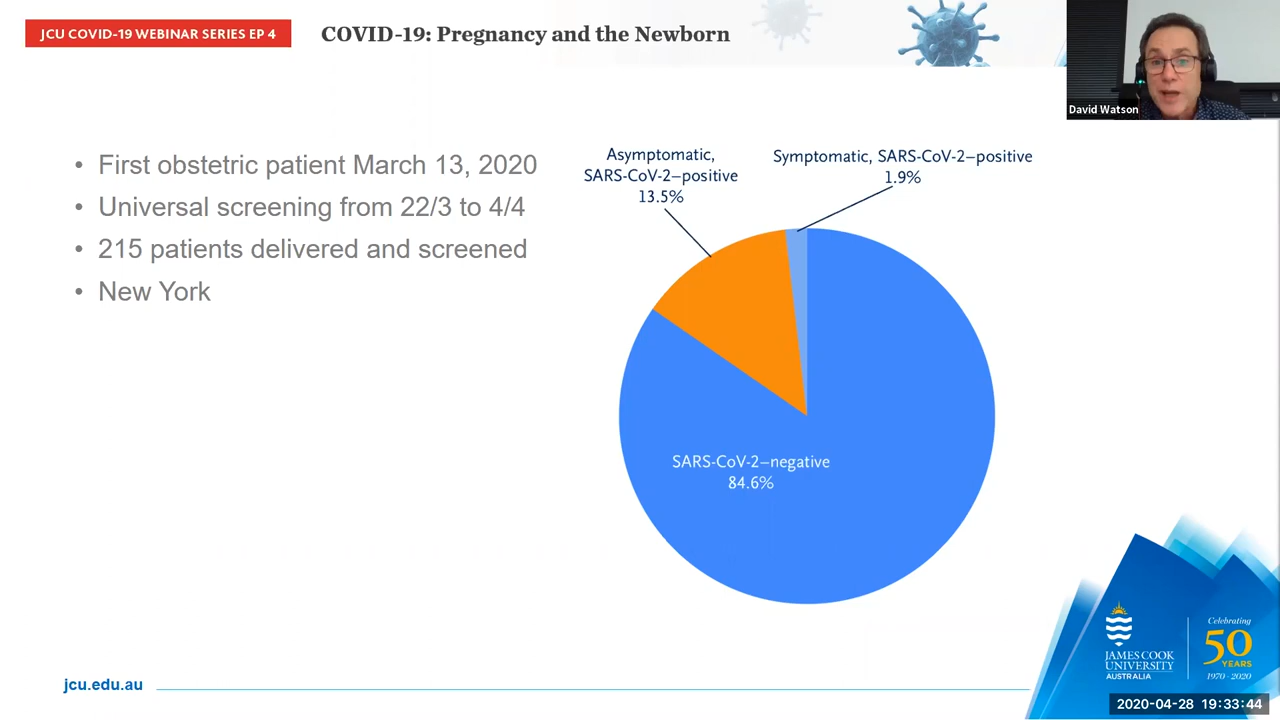 JCU COVID-19 WEBINAR SERIES EP 4
COVID-19: Pregnancy and the Newborn
David Watson
• First obstetric patient March 13, 2020
• Universal screening from 22/3 to 4/4
• 215 patients delivered and screened
• New York
Asymptomatic,
SARS-CoV-2–positive
13.5%
Symptomatic, SARS-CoV-2–positive
1.9%
SARS-CoV-2–negative
84.6%
jcu.edu.au
JAMES COOK
UNIVERSITY
AUSTRALIA
Celebrating
50
YEARS
1970 - 2020
2020-04-28 19:33:44